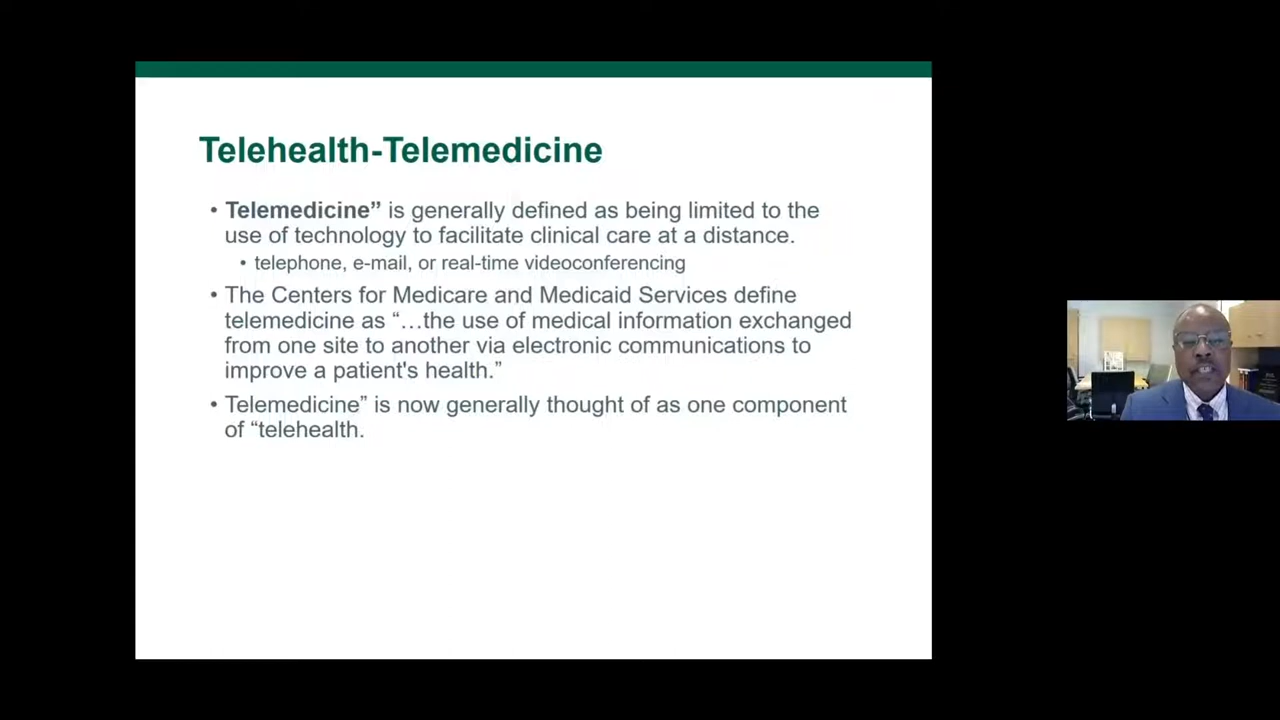 Telehealth-Telemedicine
• Telemedicine” is generally defined as being limited to the
use of technology to facilitate clinical care at a distance.
• telephone, e-mail, or real-time videoconferencing
• The Centers for Medicare and Medicaid Services define
telemedicine as “…the use of medical information exchanged
from one site to another via electronic communications to
improve a patient's health.”
• Telemedicine” is now generally thought of as one component
of “telehealth.